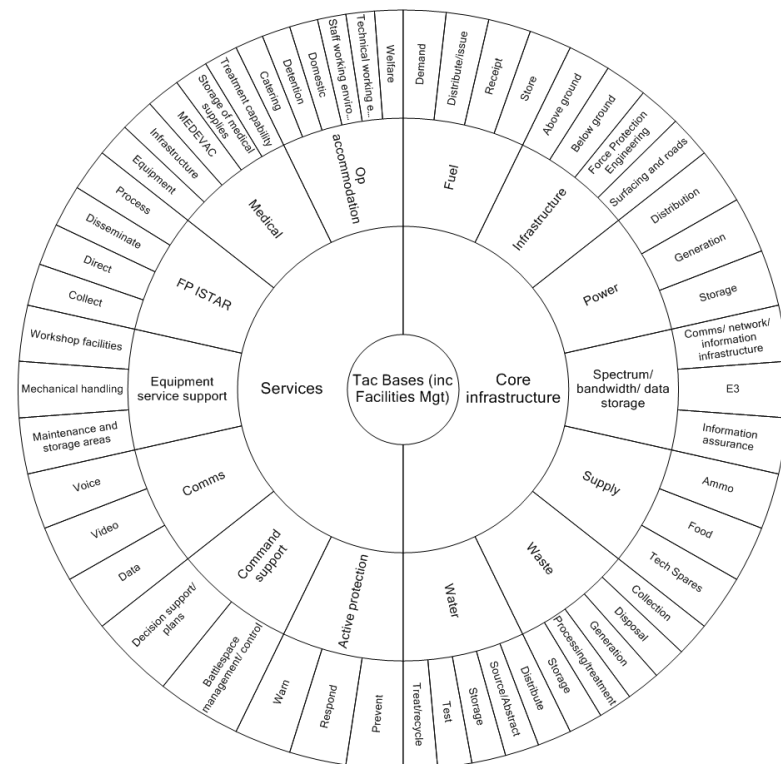 Tac Bases (inc
Facilities Mgt)
Core
infrastructure
Services
Fuel
Infrastructure
Power
Spectrum/
bandwidth/ data
storage
Supply
Waste
Water
Active protection
Command
support
Comms
Equipment
service support
FP ISTAR
Medical
Op
accommodation
Demand
Distribute/issue
Receipt
Store
Above ground
Below ground
Force Protection
Engineering
Surfacing and roads
Distribution
Generation
Storage
Comms/ network/
information
infrastructure
E3
Information
assurance
Ammo
Food
Tech Spares
Collection
Disposal
Generation
Processing/treatment
Storage
Distribute
Source/Abstract
Storage
Test
Treat/recycle
Prevent
Respond
Warn
Battlespace
management/ control
Decision support/
plans
Data
Video
Voice
Maintenance and
storage areas
Mechanical handling
Workshop facilities
Collect
Direct
Disseminate
Process
Equipment
Infrastructure
MEDEVAC
Storage of medical
supplies
Treatment capability
Catering
Detention
Domestic
Staff working enviro...
Technical working e...
Welfare